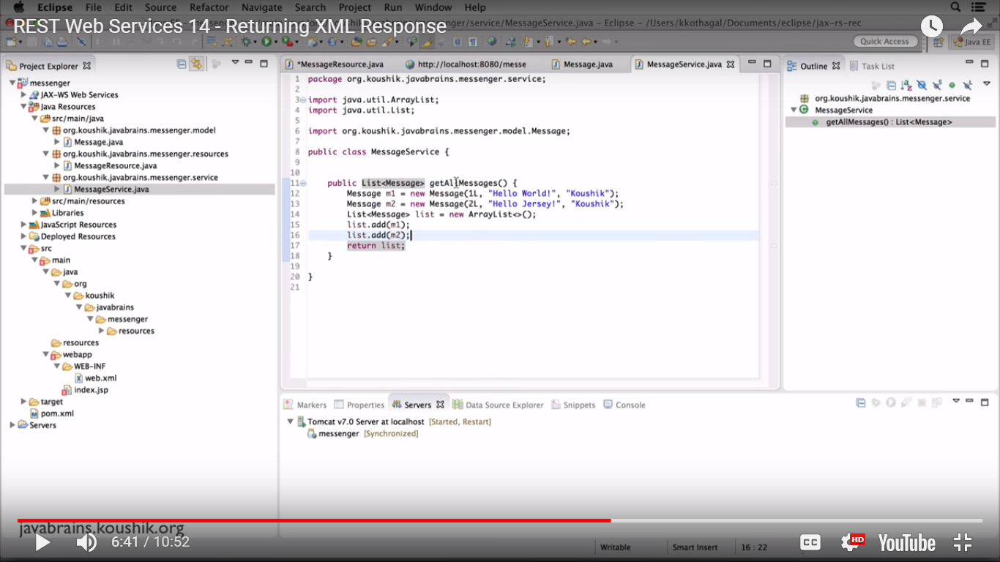 Eclipse File Edit Source Refactor Navigate Search Project Run Window Help
REST Web Services 14 - Returning XML Response
nger/service/MessageService.java – Eclipse – /Users/kkothagal/Documents/eclipse/jax-rs-rec
Quick Access
Java EE
Project Explorer
messenger
JAX-WS Web Services
Java Resources
src/main/java
org.koushik.javabrains.messenger.model
Message.java
org.koushik.javabrains.messenger.resources
MessageResource.java
org.koushik.javabrains.messenger.service
MessageService.java
src/main/resources
Libraries
JavaScript Resources
Deployed Resources
src
main
java
org
koushik
javabrains
messenger
resources
resources
webapp
WEB-INF
web.xml
index.jsp
target
pom.xml
Servers
*MessageResource.java http://localhost:8080/messe Message.java MessageService.java
1 package org.koushik.javabrains.messenger.service;
2
3 import java.util.ArrayList;
4 import java.util.List;
5
6 import org.koushik.javabrains.messenger.model.Message;
7
8 public class MessageService {
9
10
11 public List<Message> getAllMessages() {
12 Message m1 = new Message(1L, "Hello World!", "Koushik");
13 Message m2 = new Message(2L, "Hello Jersey!", "Koushik");
14 List<Message> list = new ArrayList<>();
15 list.add(m1);
16 list.add(m2);
17 return list;
18 }
19
20 }
21
Outline Task List
org.koushik.javabrains.messenger.service
MessageService
getAllMessages() : List<Message>
Markers Properties Servers Data Source Explorer Snippets Console
Tomcat v7.0 Server at localhost [Started, Restart]
messenger [Synchronized]
javabrains.koushik.org
6:41 / 10:52
Writable Smart Insert 16 : 22
CC HD YouTube